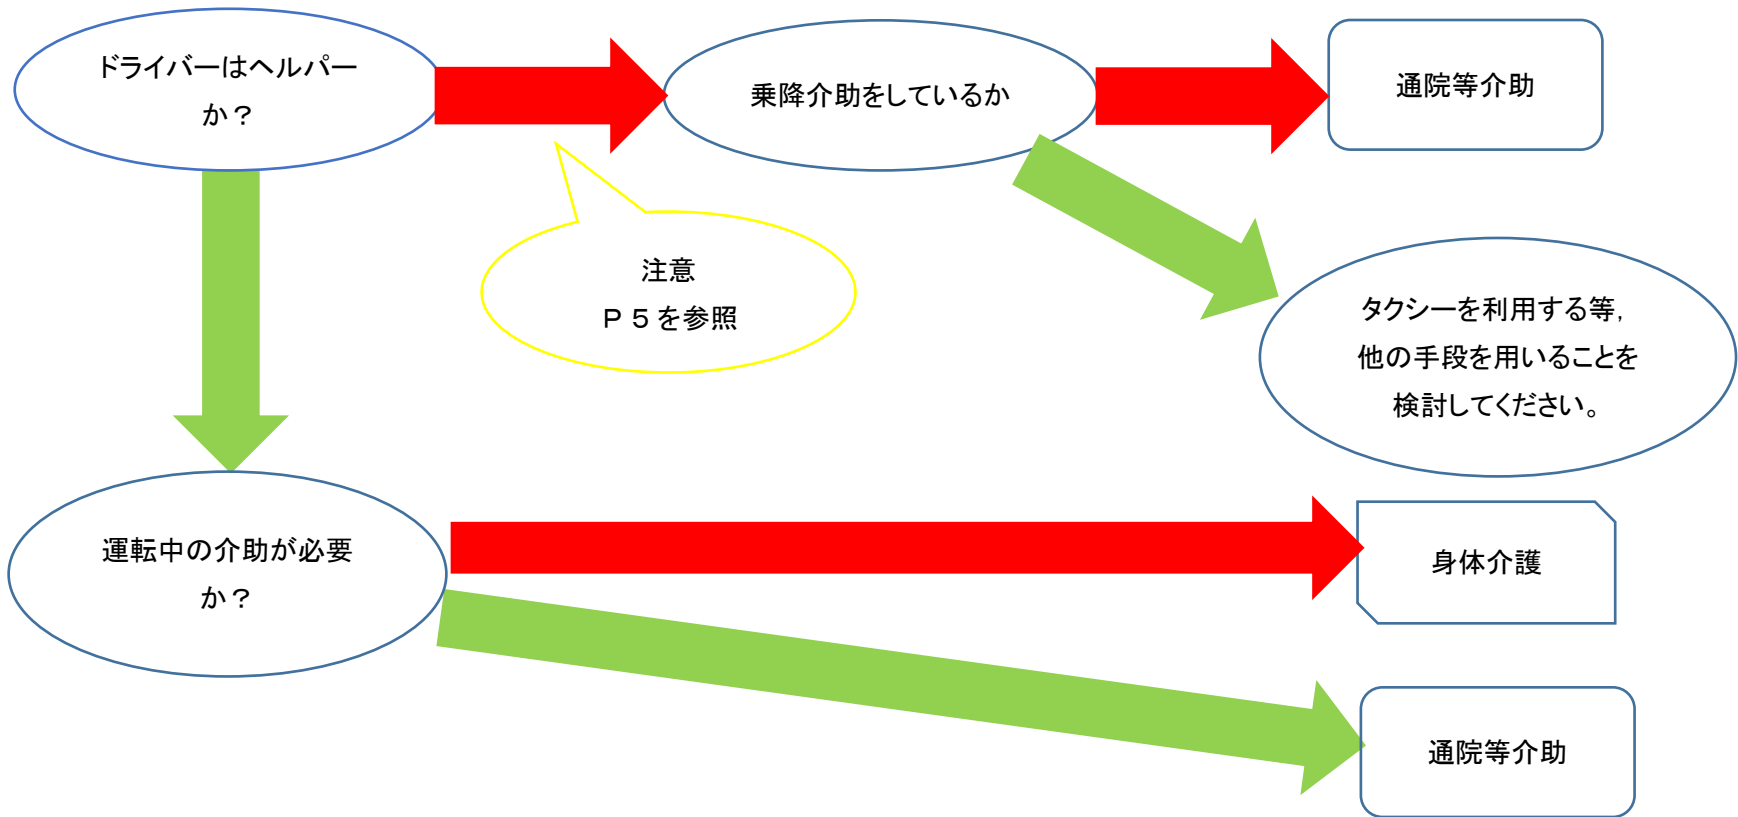 ドライバーはヘルパー
か？
乗降介助をしているか
通院等介助
注意
Ｐ５を参照
タクシーを利用する等，
他の手段を用いることを
検討してください。
運転中の介助が必要
か？
身体介護
通院等介助